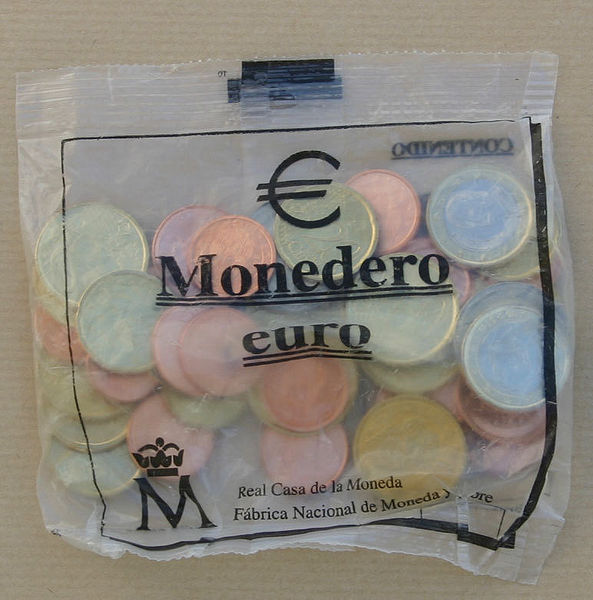 CONTENIDO
€
Monedero
euro
M
Real Casa de la Moneda
Fábrica Nacional de Moneda y